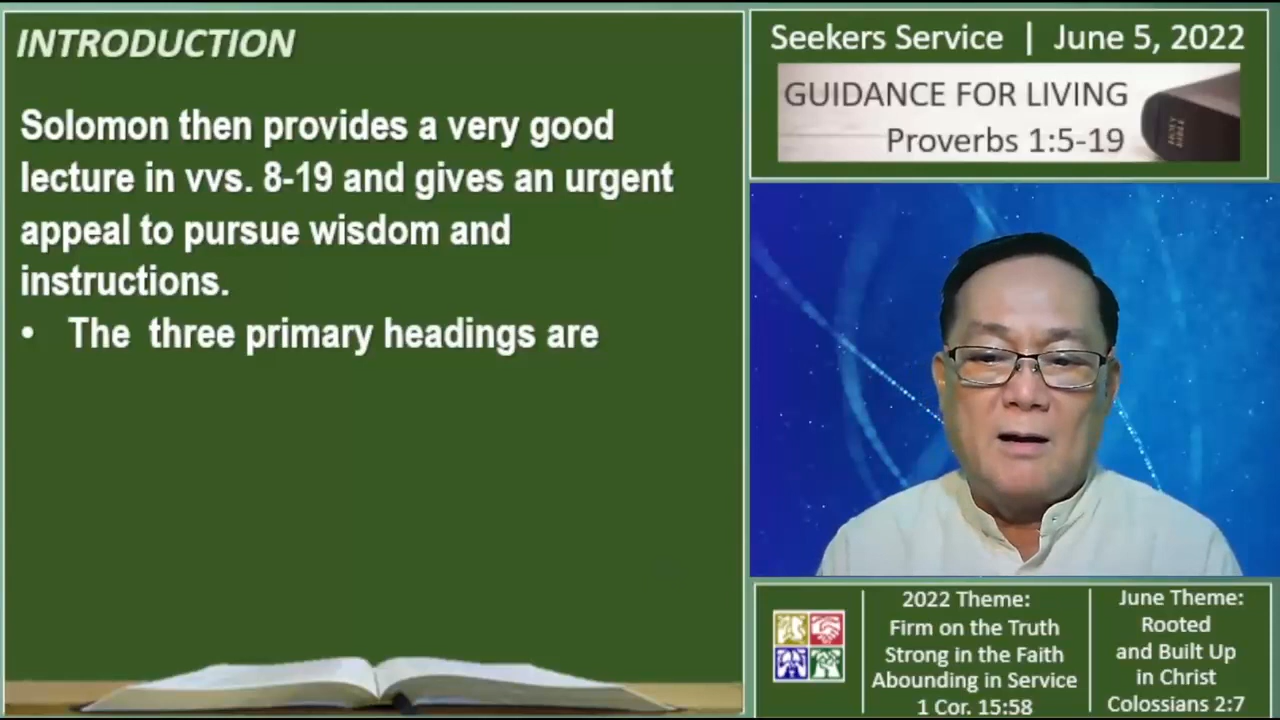 INTRODUCTION
Solomon then provides a very good
lecture in vvs. 8-19 and gives an urgent
appeal to pursue wisdom and
instructions.
• The three primary headings are
Seekers Service | June 5, 2022
GUIDANCE FOR LIVING
Proverbs 1:5-19
2022 Theme:
Firm on the Truth
Strong in the Faith
Abounding in Service
1 Cor. 15:58
June Theme:
Rooted
and Built Up
in Christ
Colossians 2:7